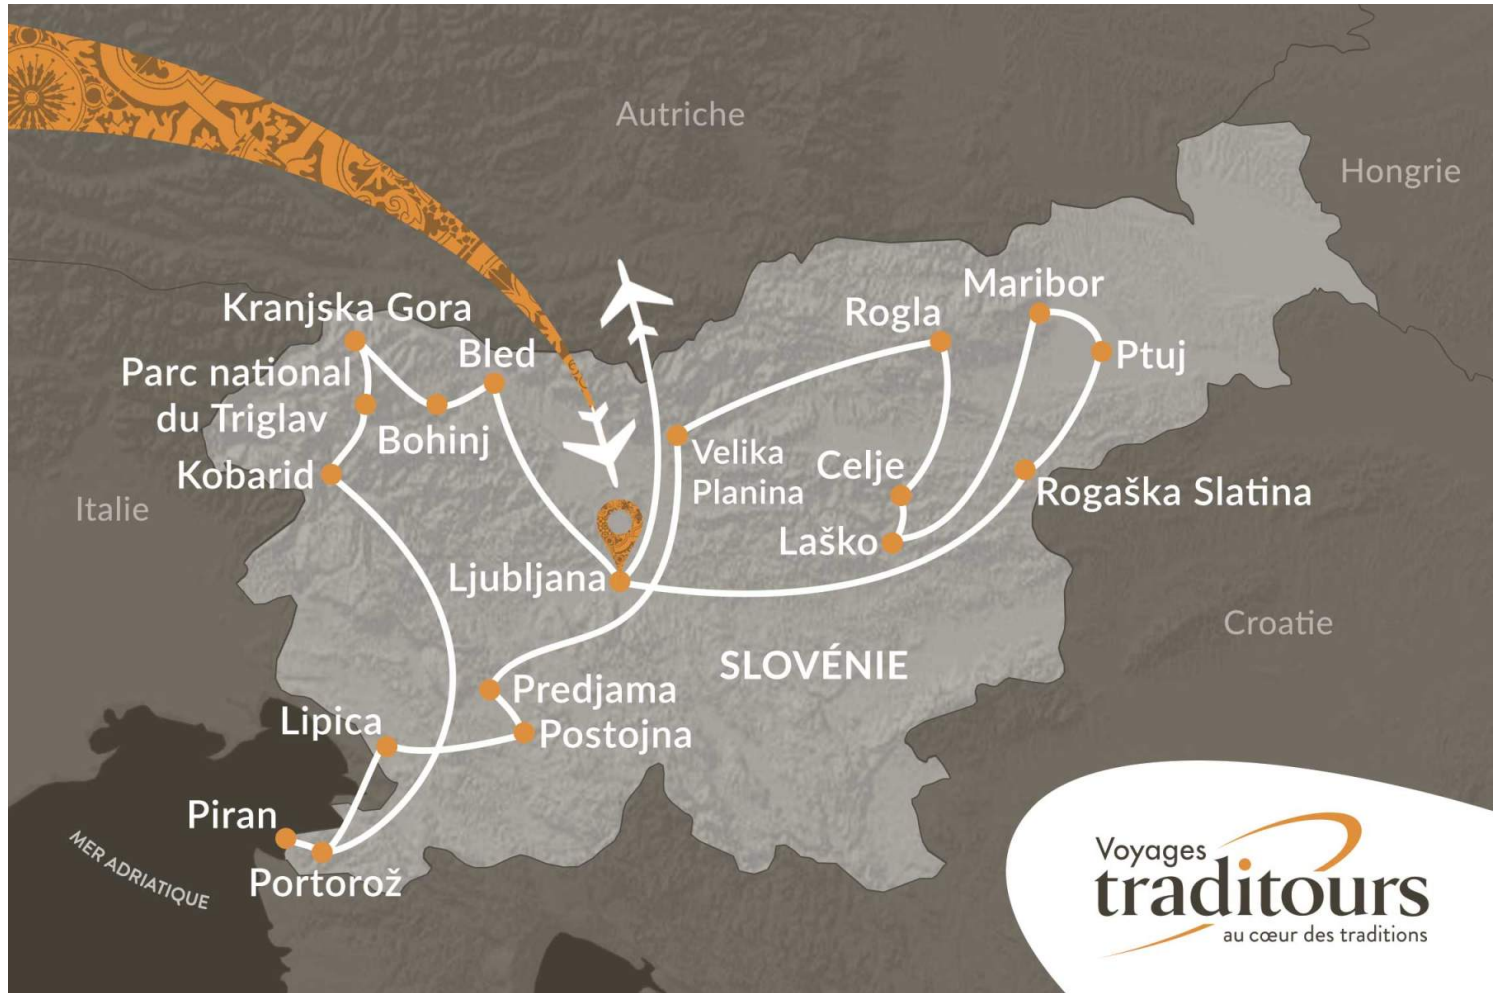 Autriche
Hongrie
Maribor
Kranjska Gora
Rogla
Bled
Ptuj
Parc national
du Triglav
Bohinj
Velika
Planina
Celje
Kobarid
Rogaška Slatina
Italie
Laško
Ljubljana
Croatie
SLOVÉNIE
Predjama
Lipica
Postojna
Piran
MER ADRIATIQUE
Portorož
Voyages
traditours
au cœur des traditions